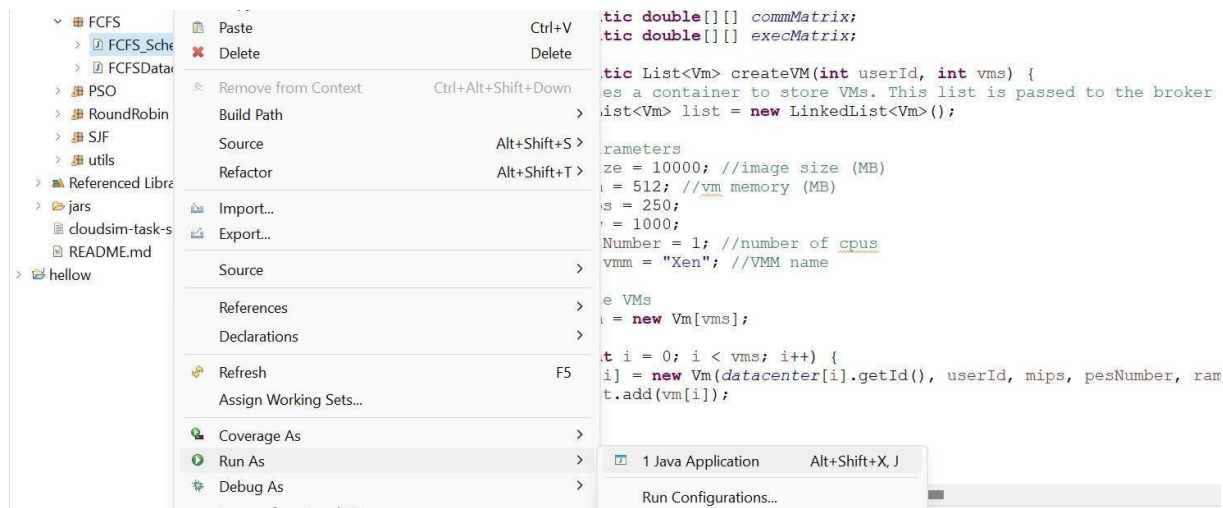 FCFS
FCFS_Sche
FCFSDatac
PSO
RoundRobin
SJF
utils
Referenced Libra
jars
cloudsim-task-s
README.md
hellow
Paste Ctrl+V
Delete Delete
Remove from Context Ctrl+Alt+Shift+Down
Build Path
Source Alt+Shift+S
Refactor Alt+Shift+T
Import...
Export...
Source
References
Declarations
Refresh F5
Assign Working Sets...
Coverage As
Run As
Debug As
1 Java Application Alt+Shift+X, J
Run Configurations...
tic double[][] commMatrix;
tic double[][] execMatrix;
tic List<Vm> createVM(int userId, int vms) {
es a container to store VMs. This list is passed to the broker
ist<Vm> list = new LinkedList<Vm>();
rameters
ze = 10000; //image size (MB)
= 512; //vm memory (MB)
s = 250;
= 1000;
Number = 1; //number of cpus
vmm = "Xen"; //VMM name
e VMs
= new Vm[vms];
t i = 0; i < vms; i++) {
i] = new Vm(datacenter[i].getId(), userId, mips, pesNumber, ram
t.add(vm[i]);